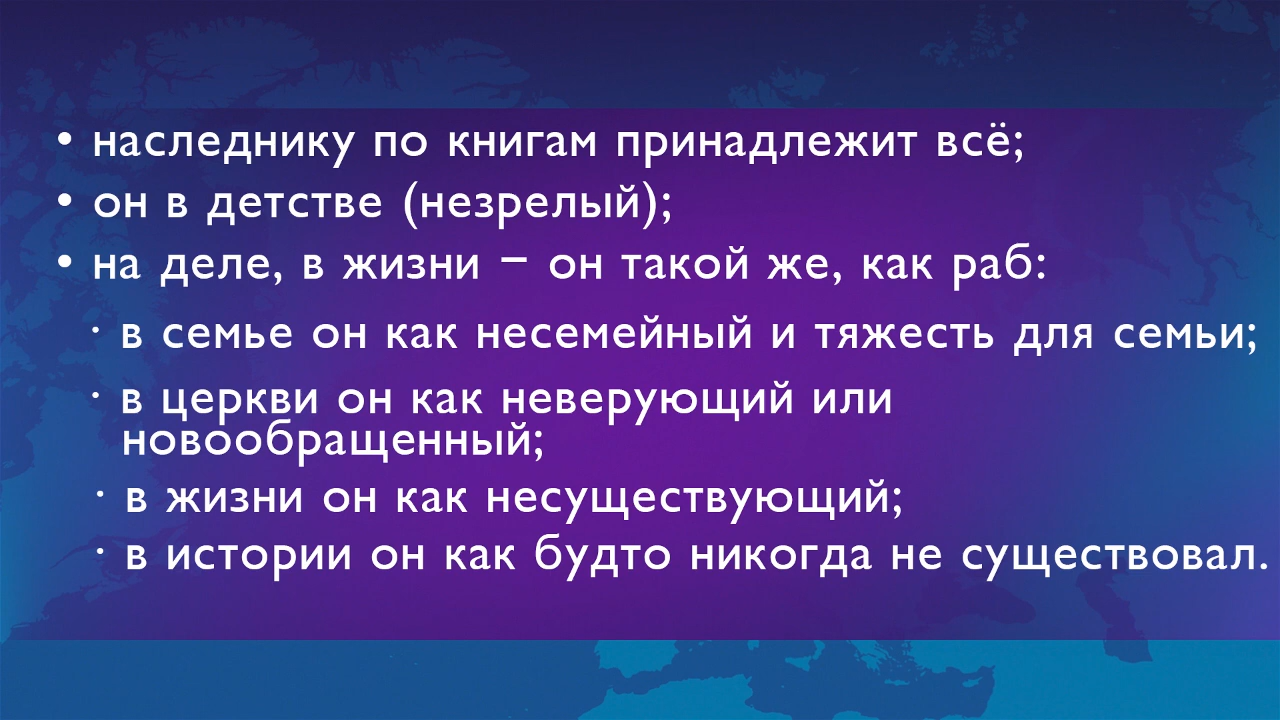 • наследнику по книгам принадлежит всё;
• он в детстве (незрелый);
• на деле, в жизни – он такой же, как раб:
· в семье он как несемейный и тяжесть для семьи;
· в церкви он как неверующий или
новообращенный;
· в жизни он как несуществующий;
· в истории он как будто никогда не существовал.